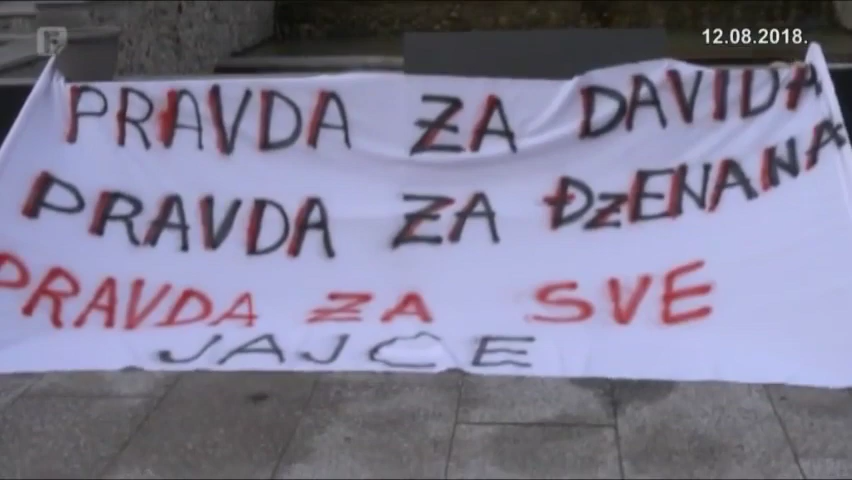 12.08.2018.
PRAVDA ZA DAVIDA
PRAVDA ZA ĐZENANA
PRAVDA ZA SVE
JAJCE